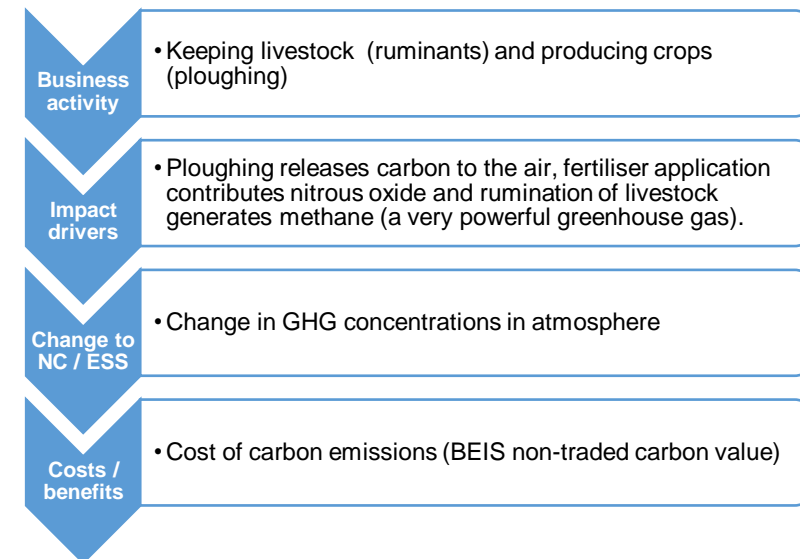 Business
activity
• Keeping livestock (ruminants) and producing crops
(ploughing)
Impact
drivers
• Ploughing releases carbon to the air, fertiliser application
contributes nitrous oxide and rumination of livestock
generates methane (a very powerful greenhouse gas).
Change to
NC / ESS
• Change in GHG concentrations in atmosphere
Costs /
benefits
• Cost of carbon emissions (BEIS non-traded carbon value)